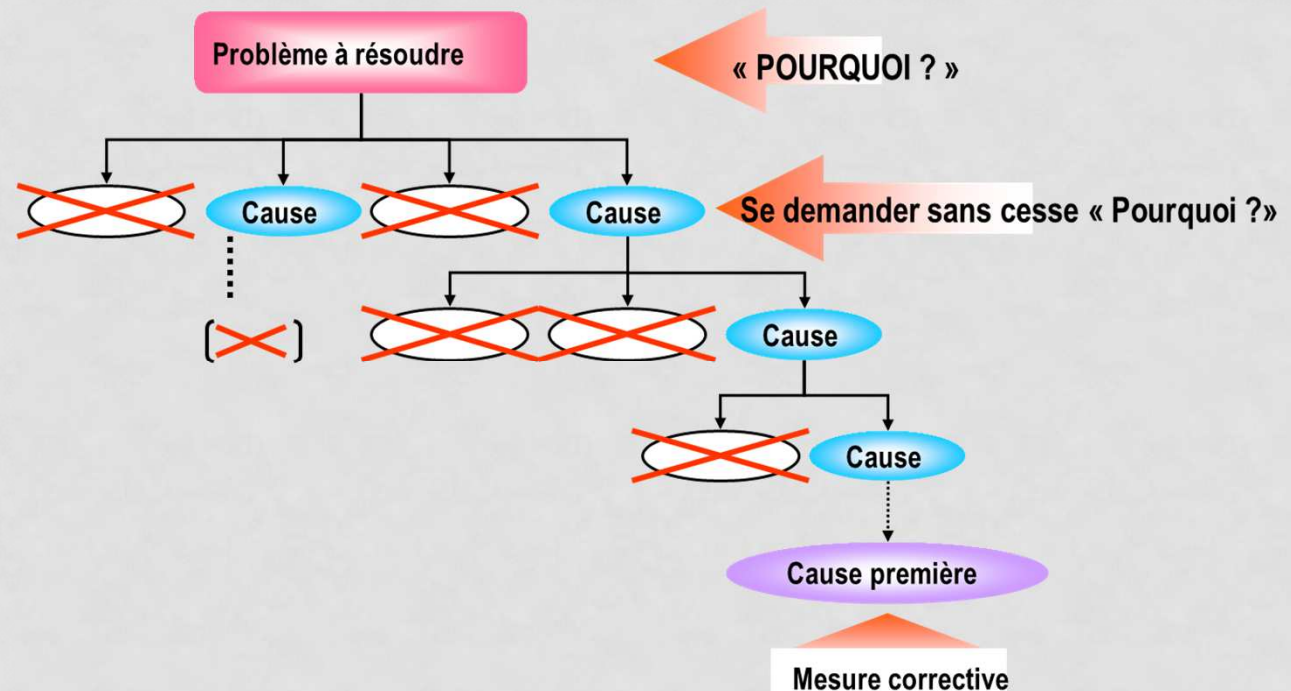 Problème à résoudre
« POURQUOI ? »
Cause
Cause
Se demander sans cesse « Pourquoi ?»
Cause
Cause
Cause première
Mesure corrective